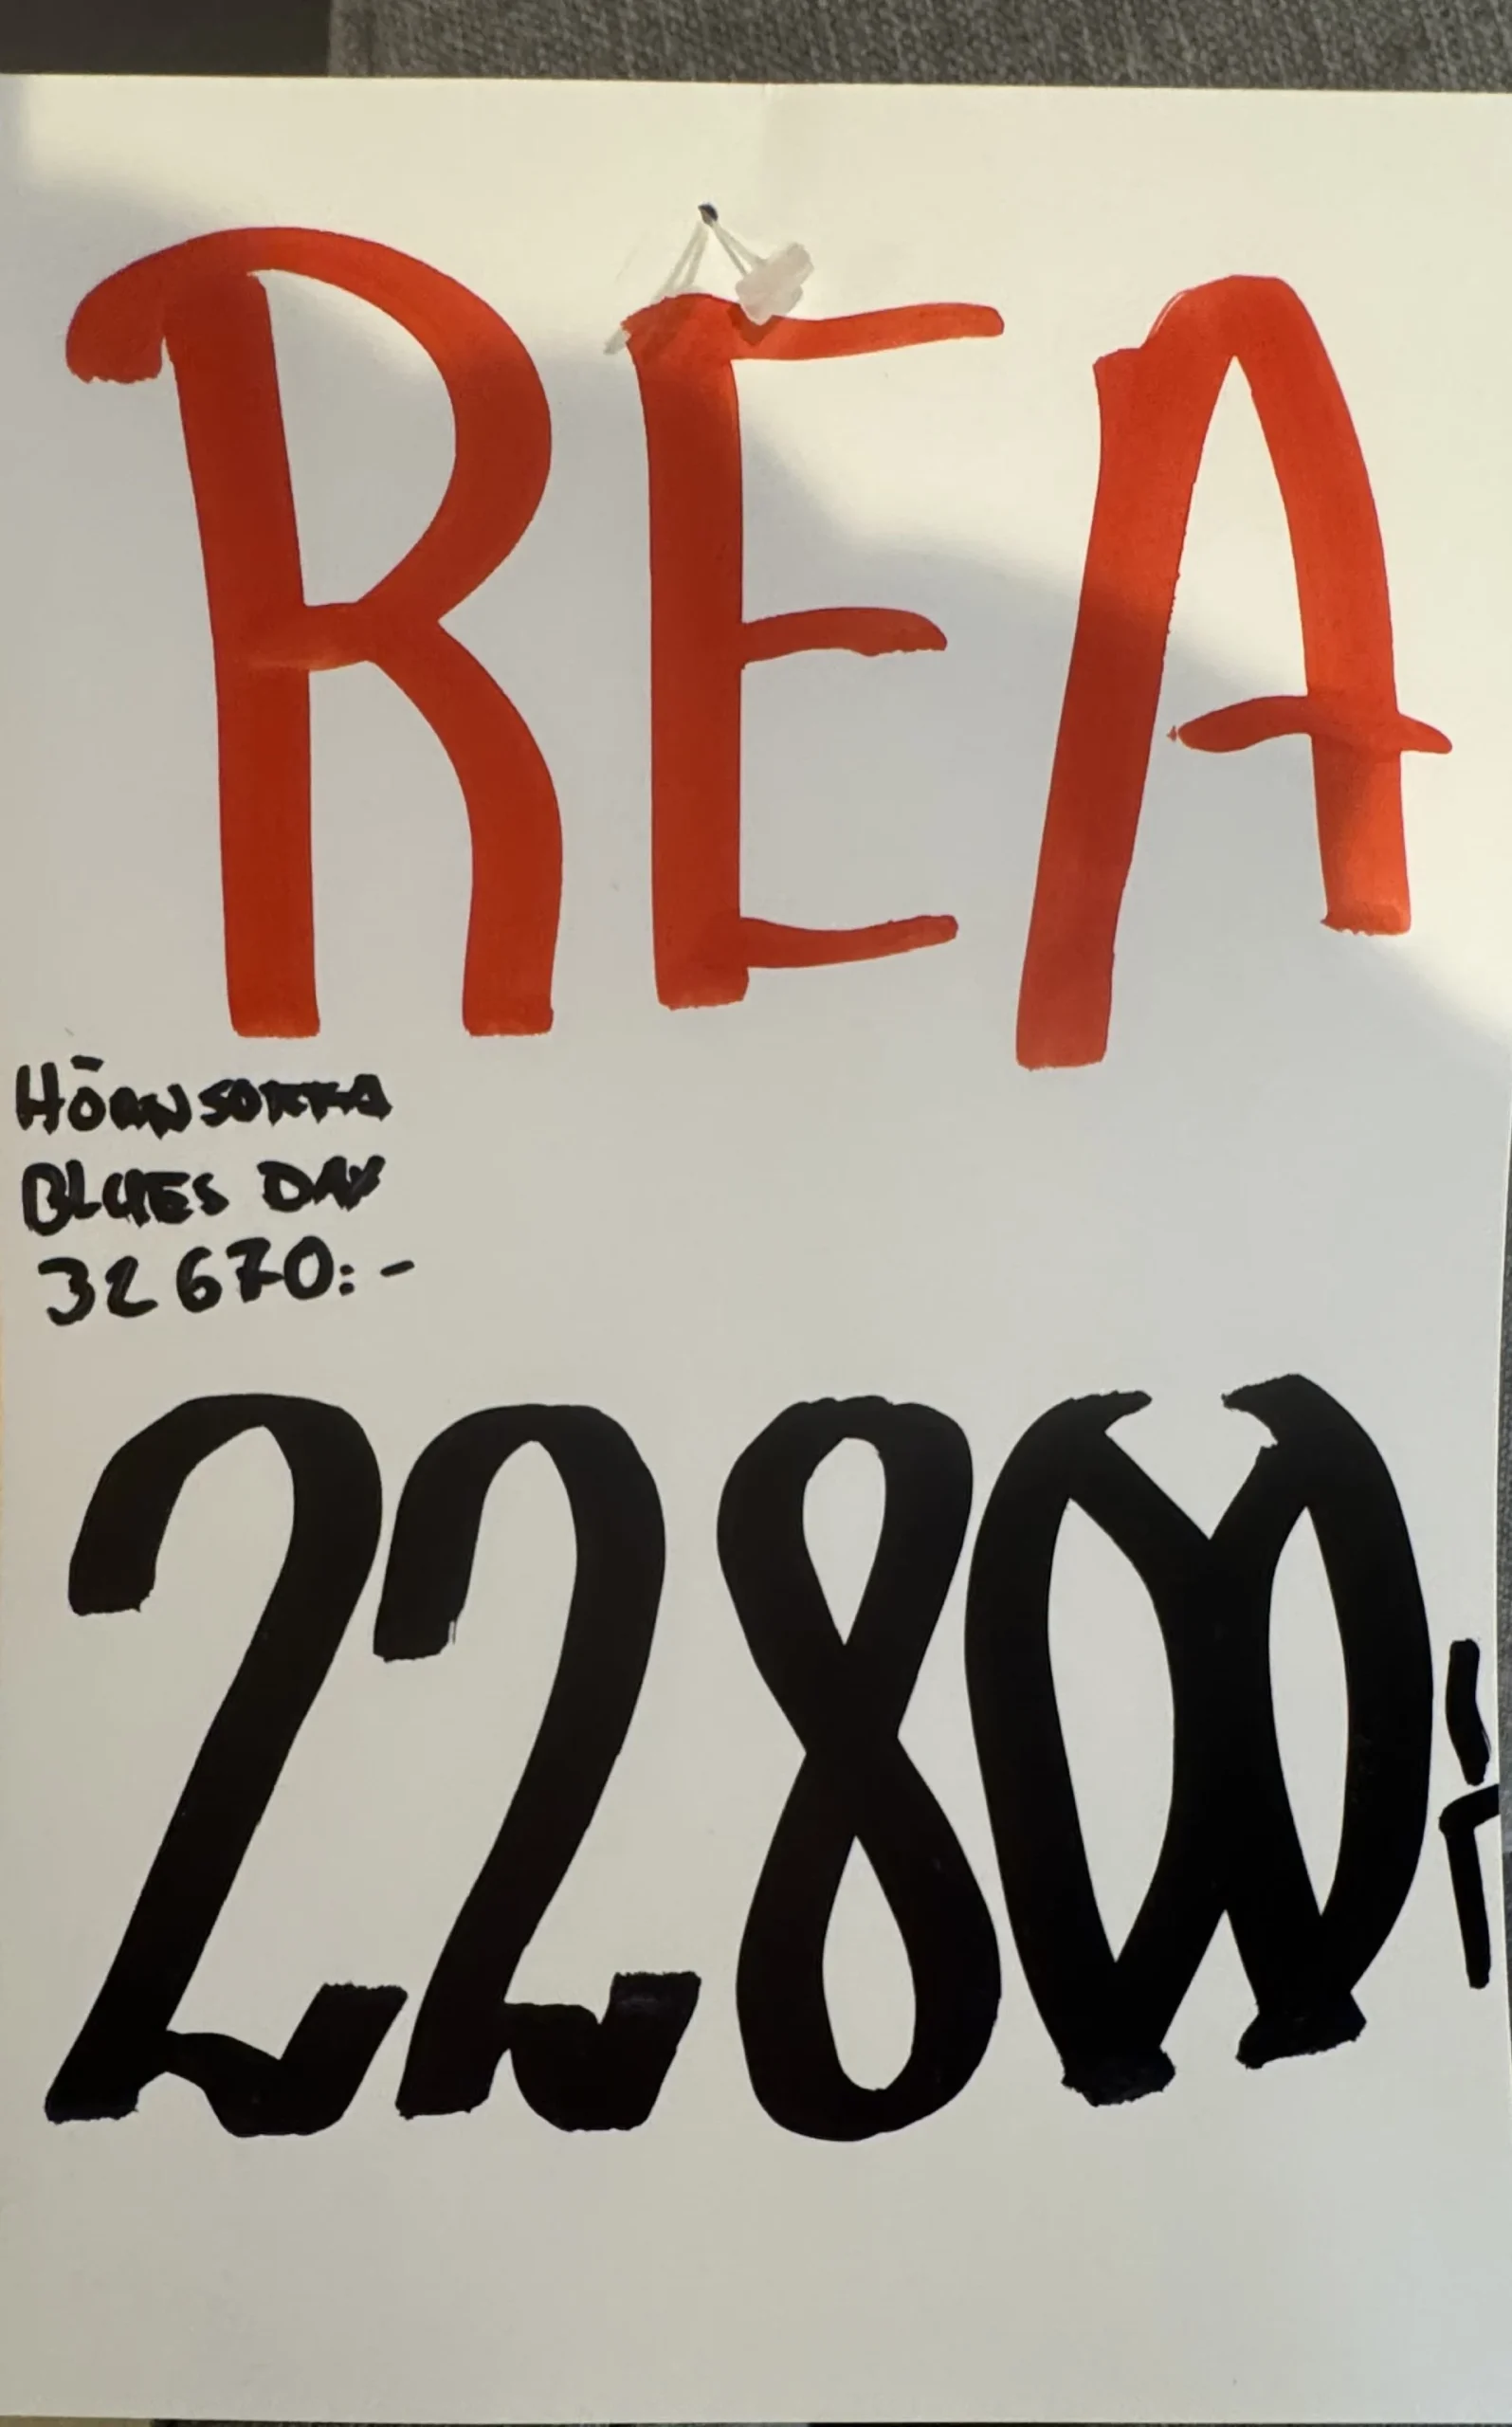 REA
HÖRNSOFFA
BLUES DAY
32 670:-
22800:-